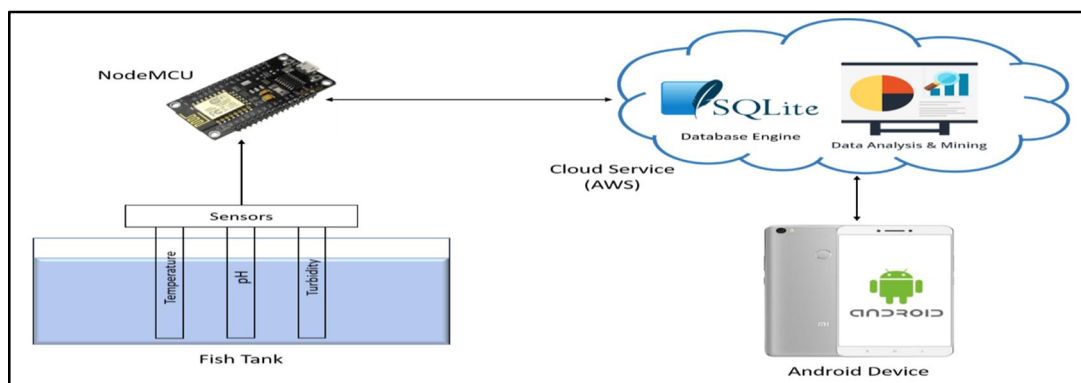 NodeMCU
SQLite
Database Engine
Data Analysis & Mining
Cloud Service
(AWS)
Sensors
Temperature
pH
Turbidity
Fish Tank
mi
android
Android Device